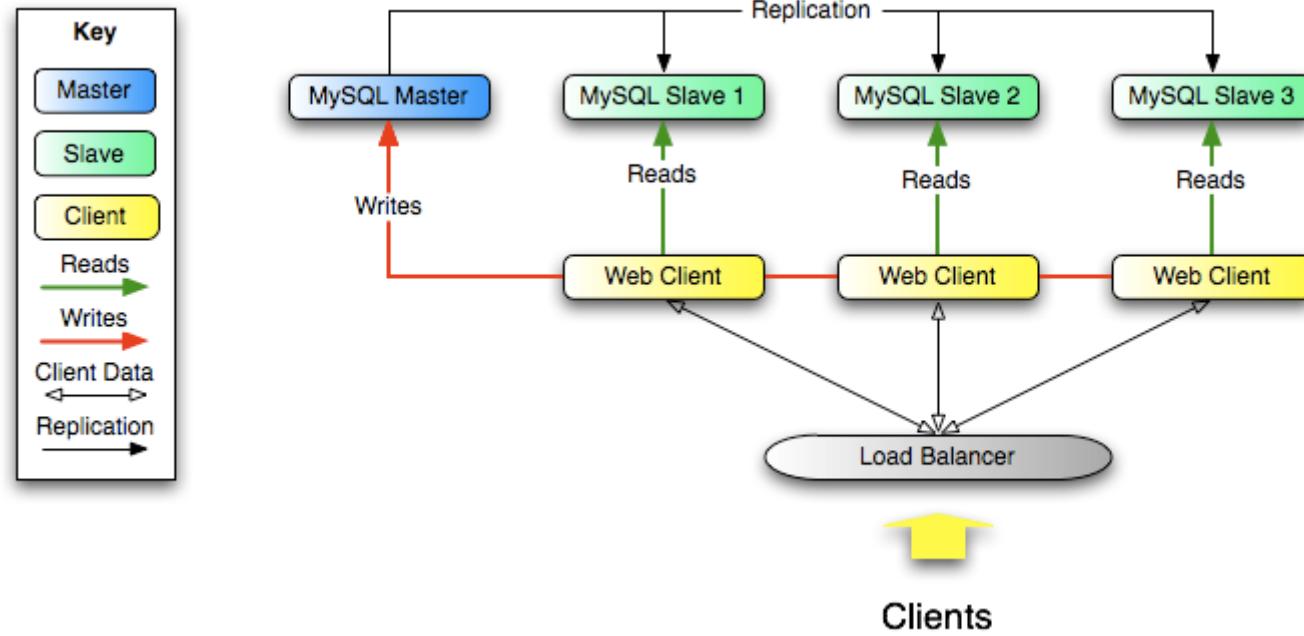 Key
Master
Slave
Client
Reads
Writes
Client Data
Replication
Replication
MySQL Master
MySQL Slave 1
MySQL Slave 2
MySQL Slave 3
Writes
Reads
Reads
Reads
Web Client
Web Client
Web Client
Load Balancer
Clients